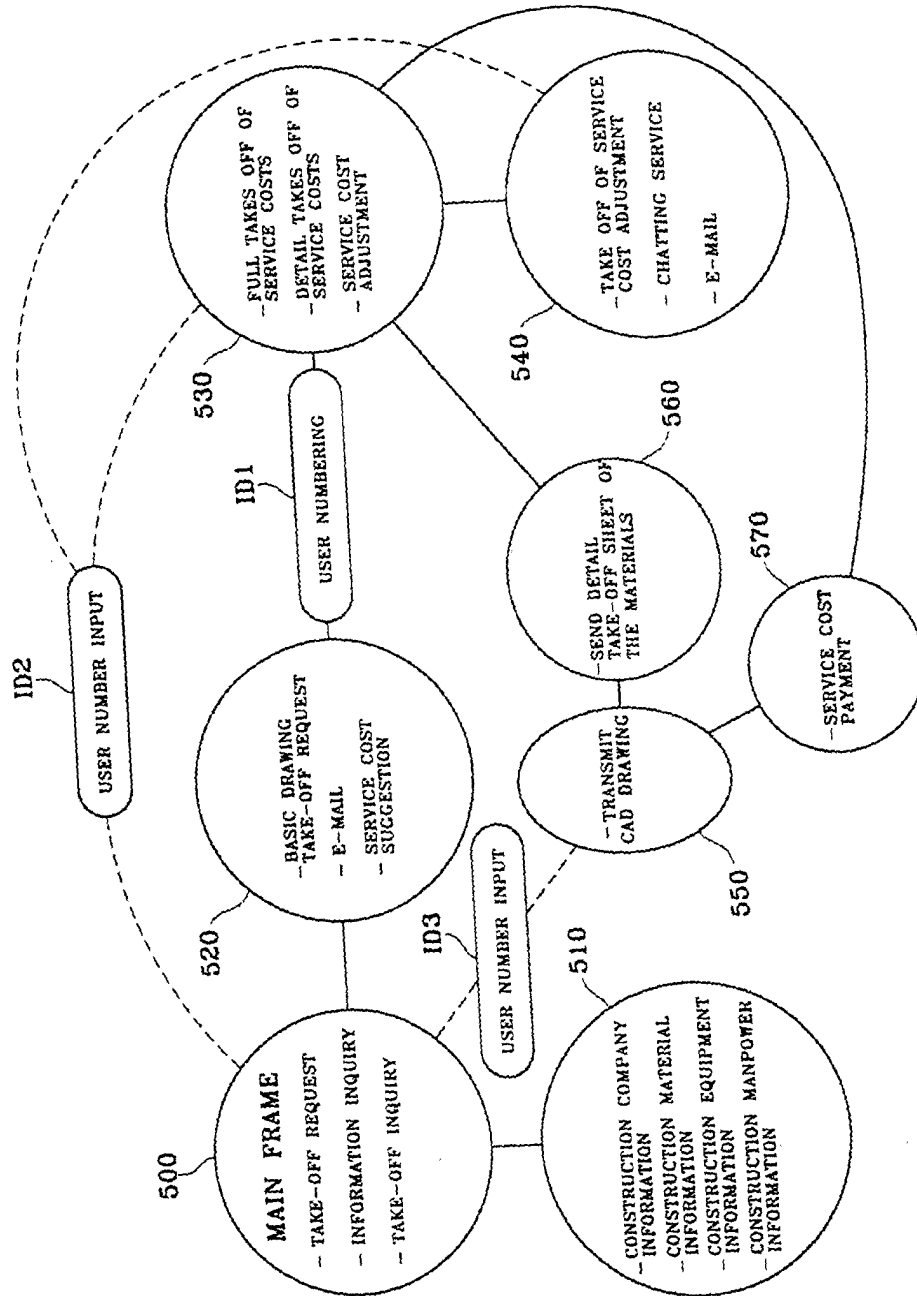 ID2
USER NUMBER INPUT
500
MAIN FRAME
- TAKE-OFF REQUEST
- INFORMATION INQUIRY
- TAKE-OFF INQUIRY
520
- BASIC DRAWING
TAKE-OFF REQUEST
- E-MAIL
- SERVICE COST
SUGGESTION
ID1
USER NUMBERING
530
- FULL TAKES OFF OF
SERVICE COSTS
- DETAIL TAKES OFF OF
SERVICE COSTS
- SERVICE COST
ADJUSTMENT
ID3
USER NUMBER INPUT
510
- CONSTRUCTION COMPANY
INFORMATION
- CONSTRUCTION MATERIAL
INFORMATION
- CONSTRUCTION EQUIPMENT
INFORMATION
- CONSTRUCTION MANPOWER
INFORMATION
- TRANSMIT
CAD DRAWING
550
- SEND DETAIL
TAKE-OFF SHEET OF
THE MATERIALS
560
540
- TAKE OFF OF SERVICE
COST ADJUSTMENT
- CHATTING SERVICE
- E-MAIL
570
- SERVICE COST
PAYMENT